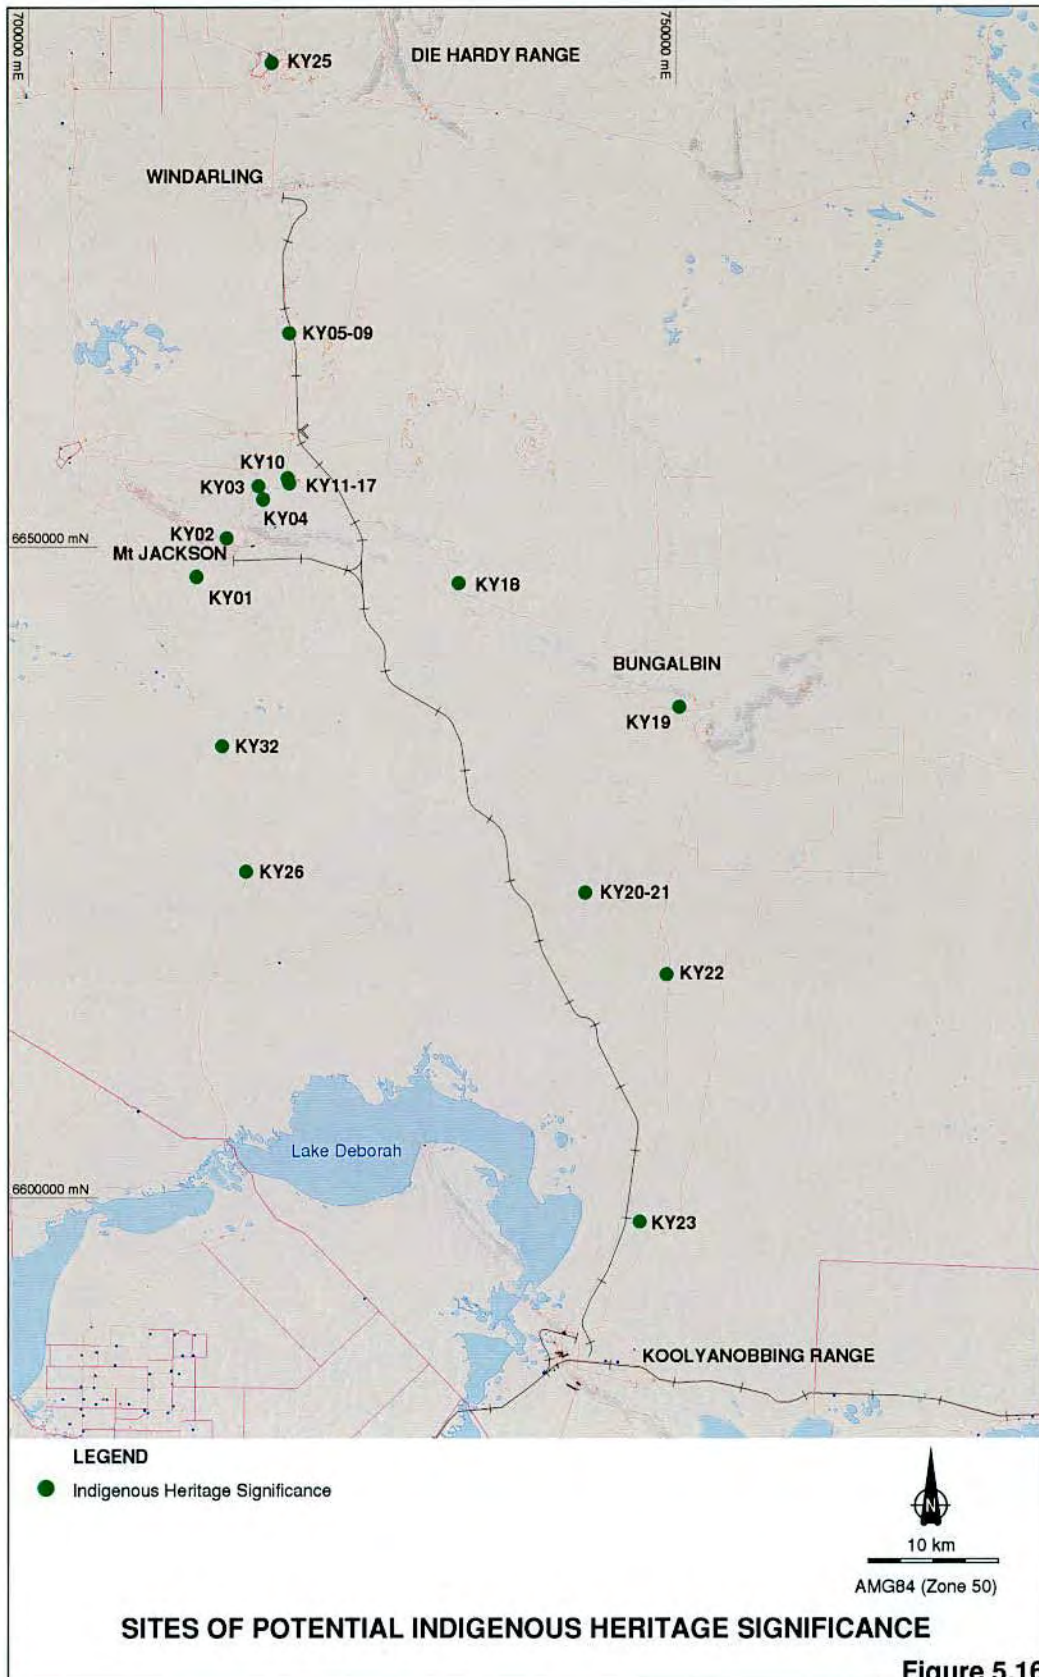 700000 mE
750000 mE
KY25
DIE HARDY RANGE
WINDARLING
KY05-09
KY10
KY03
KY11-17
KY04
KY02
6650000 mN
Mt JACKSON
KY01
KY18
BUNGALBIN
KY19
KY32
KY26
KY20-21
KY22
Lake Deborah
6600000 mN
KY23
KOOLYANOBBING RANGE
LEGEND
Indigenous Heritage Significance
N
10 km
AMG84 (Zone 50)
SITES OF POTENTIAL INDIGENOUS HERITAGE SIGNIFICANCE
Figure 5.16